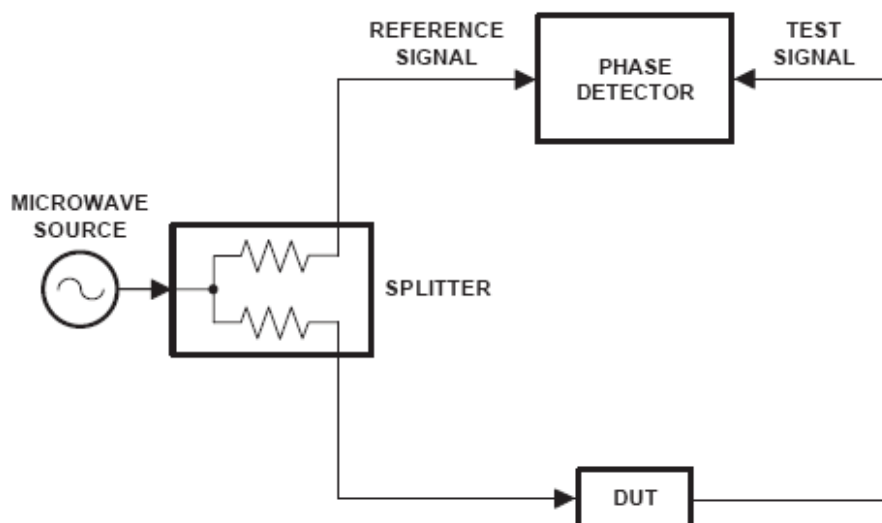 REFERENCE
SIGNAL
PHASE
DETECTOR
TEST
SIGNAL
MICROWAVE
SOURCE
SPLITTER
DUT